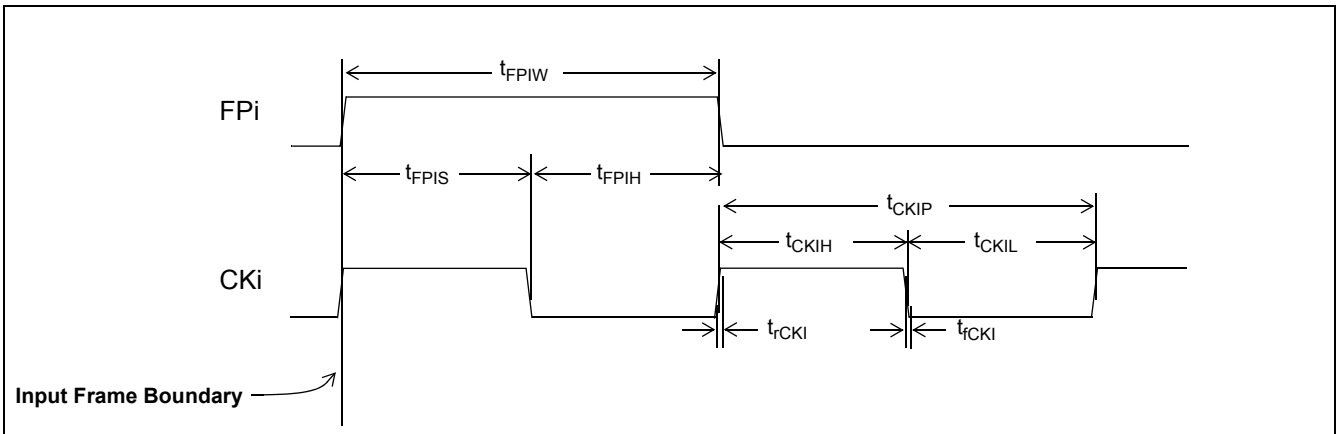 tFPIW
FPi
tFPIS
tFPIH
tCKIP
tCKIH
tCKIL
CKi
trCKI
tfCKI
Input Frame Boundary